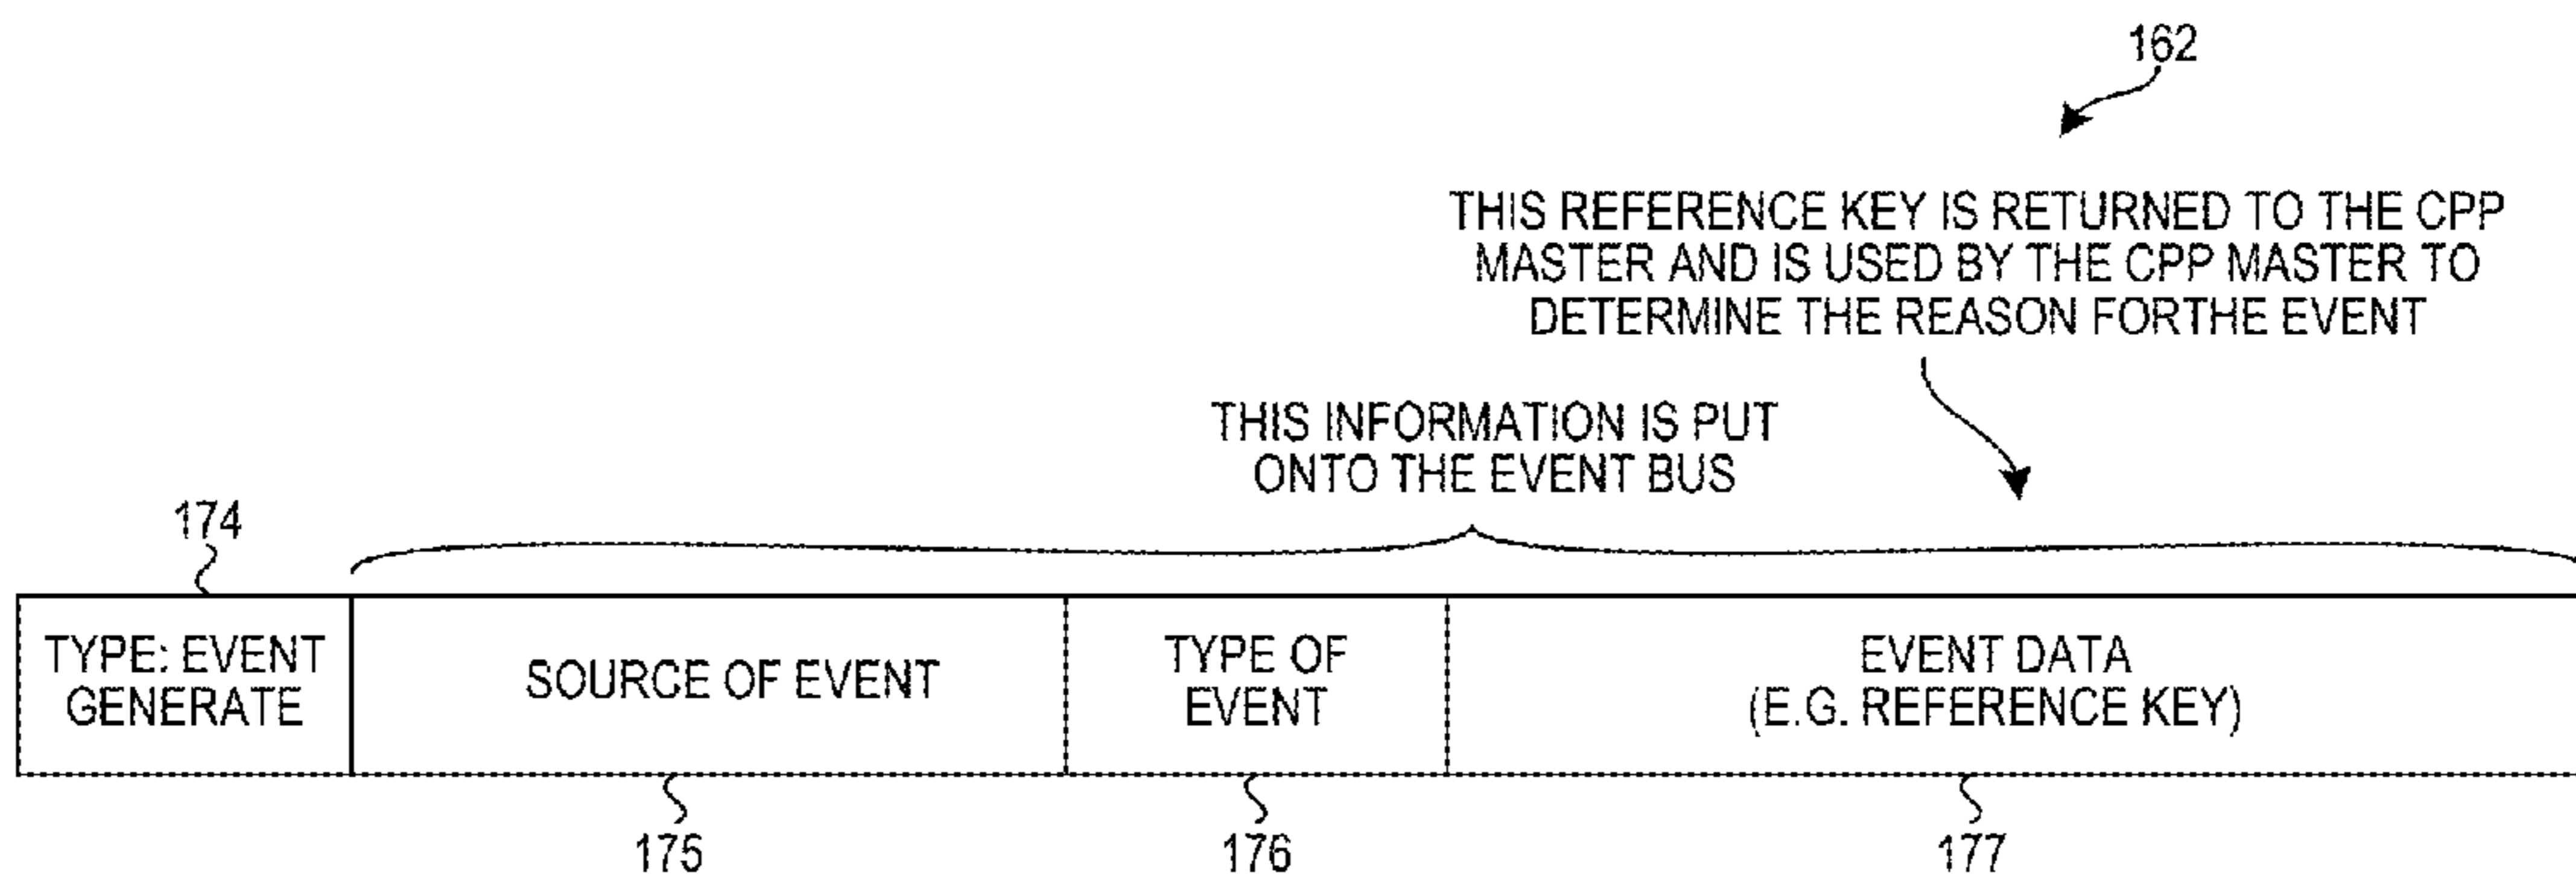 162
THIS REFERENCE KEY IS RETURNED TO THE CPP
MASTER AND IS USED BY THE CPP MASTER TO
DETERMINE THE REASON FORTHE EVENT
THIS INFORMATION IS PUT
ONTO THE EVENT BUS
174
TYPE: EVENT
GENERATE
SOURCE OF EVENT
TYPE OF
EVENT
EVENT DATA
(E.G. REFERENCE KEY)
175
176
177